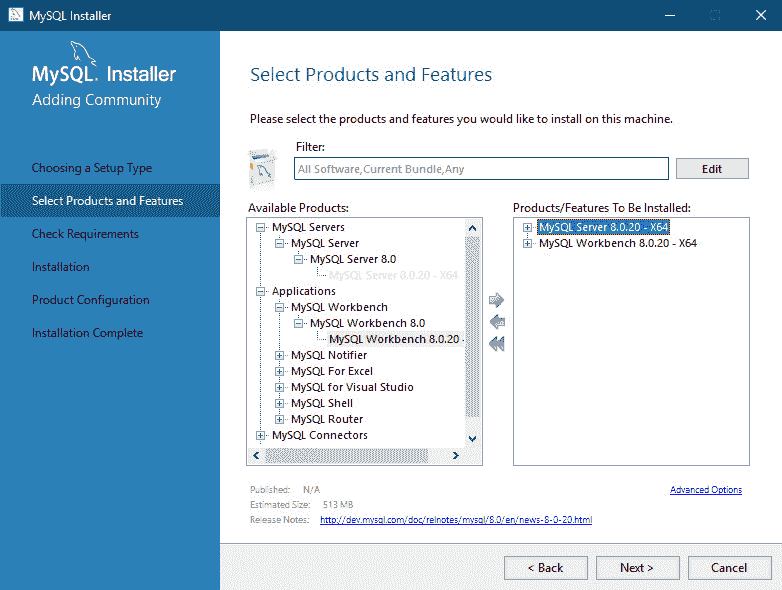 MySQL Installer
MySQL. Installer
Adding Community
Choosing a Setup Type
Select Products and Features
Check Requirements
Installation
Product Configuration
Installation Complete
Select Products and Features
Please select the products and features you would like to install on this machine.
Filter:
All Software,Current Bundle,Any
Edit
Available Products:
MySQL Servers
MySQL Server
MySQL Server 8.0
MySQL Server 8.0.20 - X64
Applications
MySQL Workbench
MySQL Workbench 8.0
MySQL Workbench 8.0.20 -
MySQL Notifier
MySQL For Excel
MySQL for Visual Studio
MySQL Shell
MySQL Router
MySQL Connectors
Products/Features To Be Installed:
MySQL Server 8.0.20 - X64
MySQL Workbench 8.0.20 - X64
Published: N/A
Estimated Size: 513 MB
Release Notes: http://dev.mysql.com/doc/relnotes/mysql/8.0/en/news-8-0-20.html
Advanced Options
< Back
Next >
Cancel